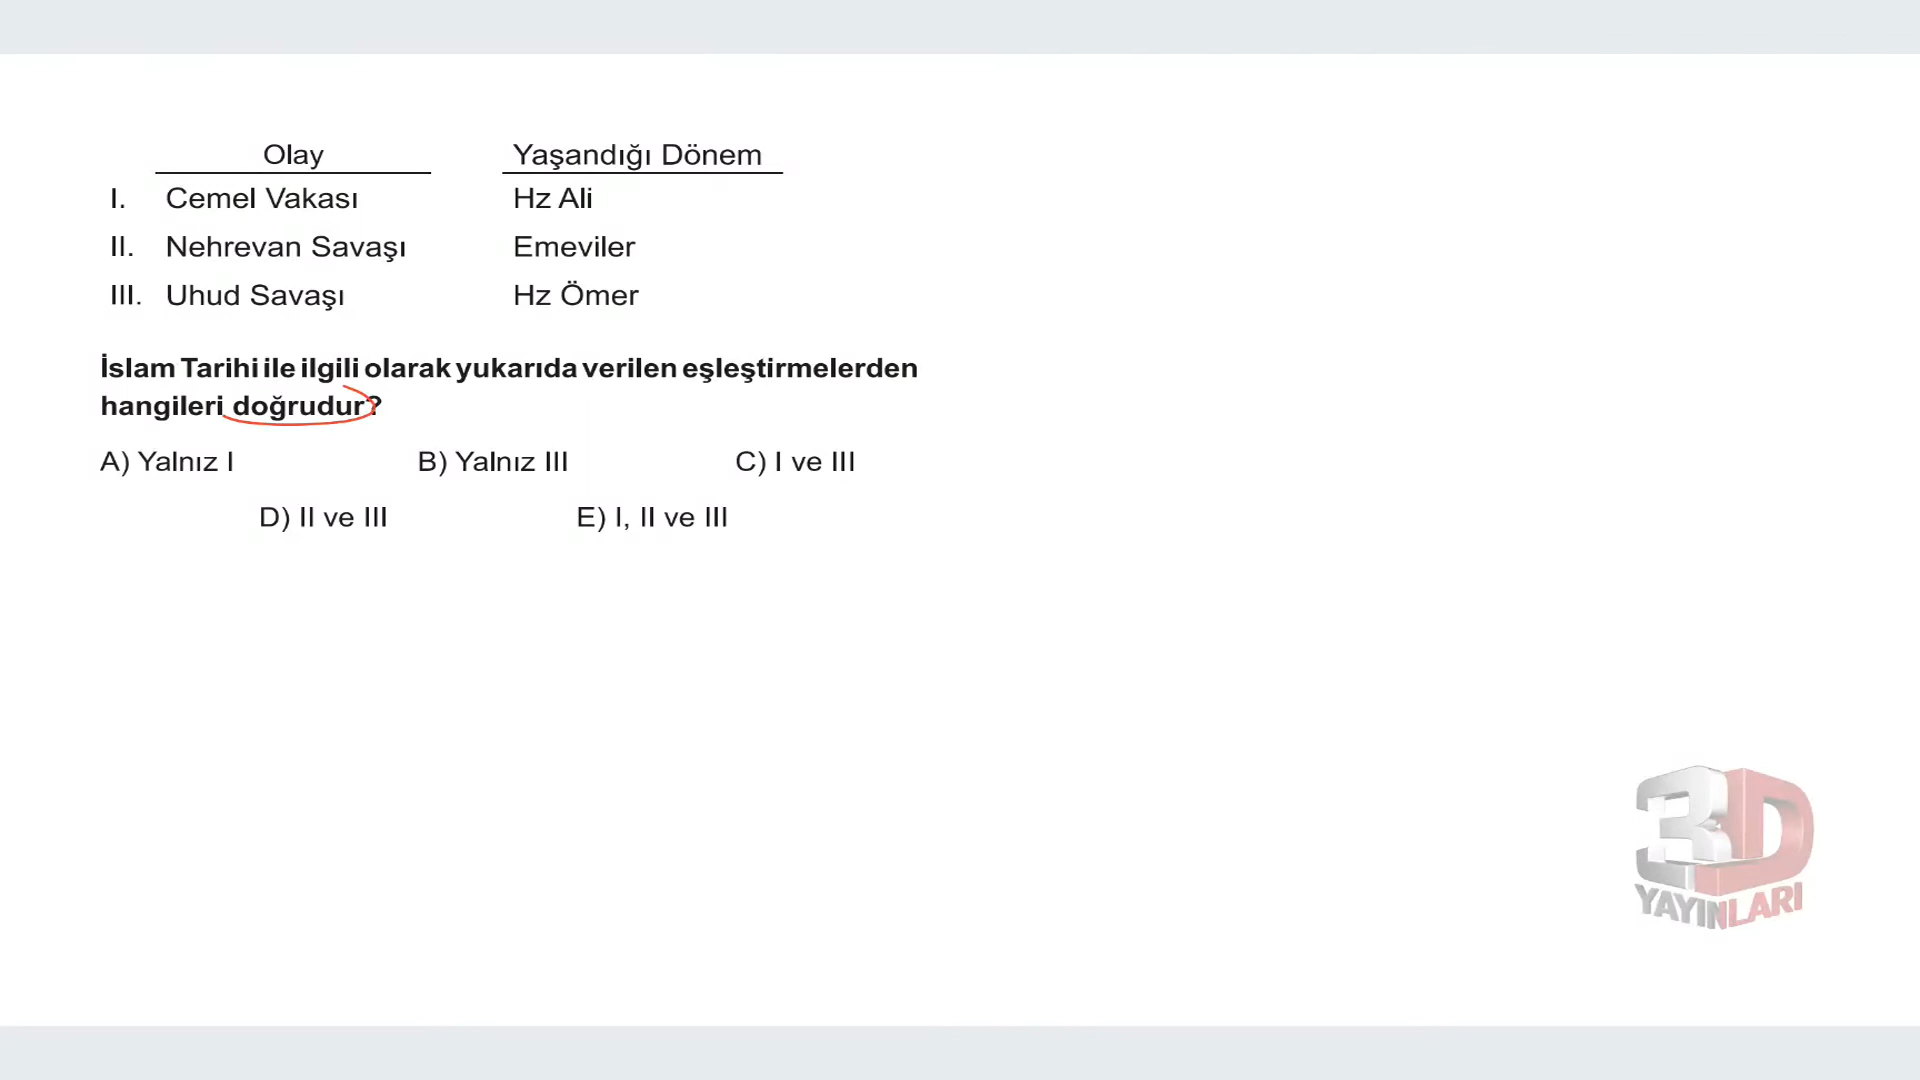 Olay Yaşandığı Dönem
I. Cemel Vakası Hz Ali
II. Nehrevan Savaşı Emeviler
III. Uhud Savaşı Hz Ömer
İslam Tarihi ile ilgili olarak yukarıda verilen eşleştirmelerden
hangileri doğrudur?
A) Yalnız I B) Yalnız III C) I ve III
D) II ve III E) I, II ve III
3D
YAYINLARI